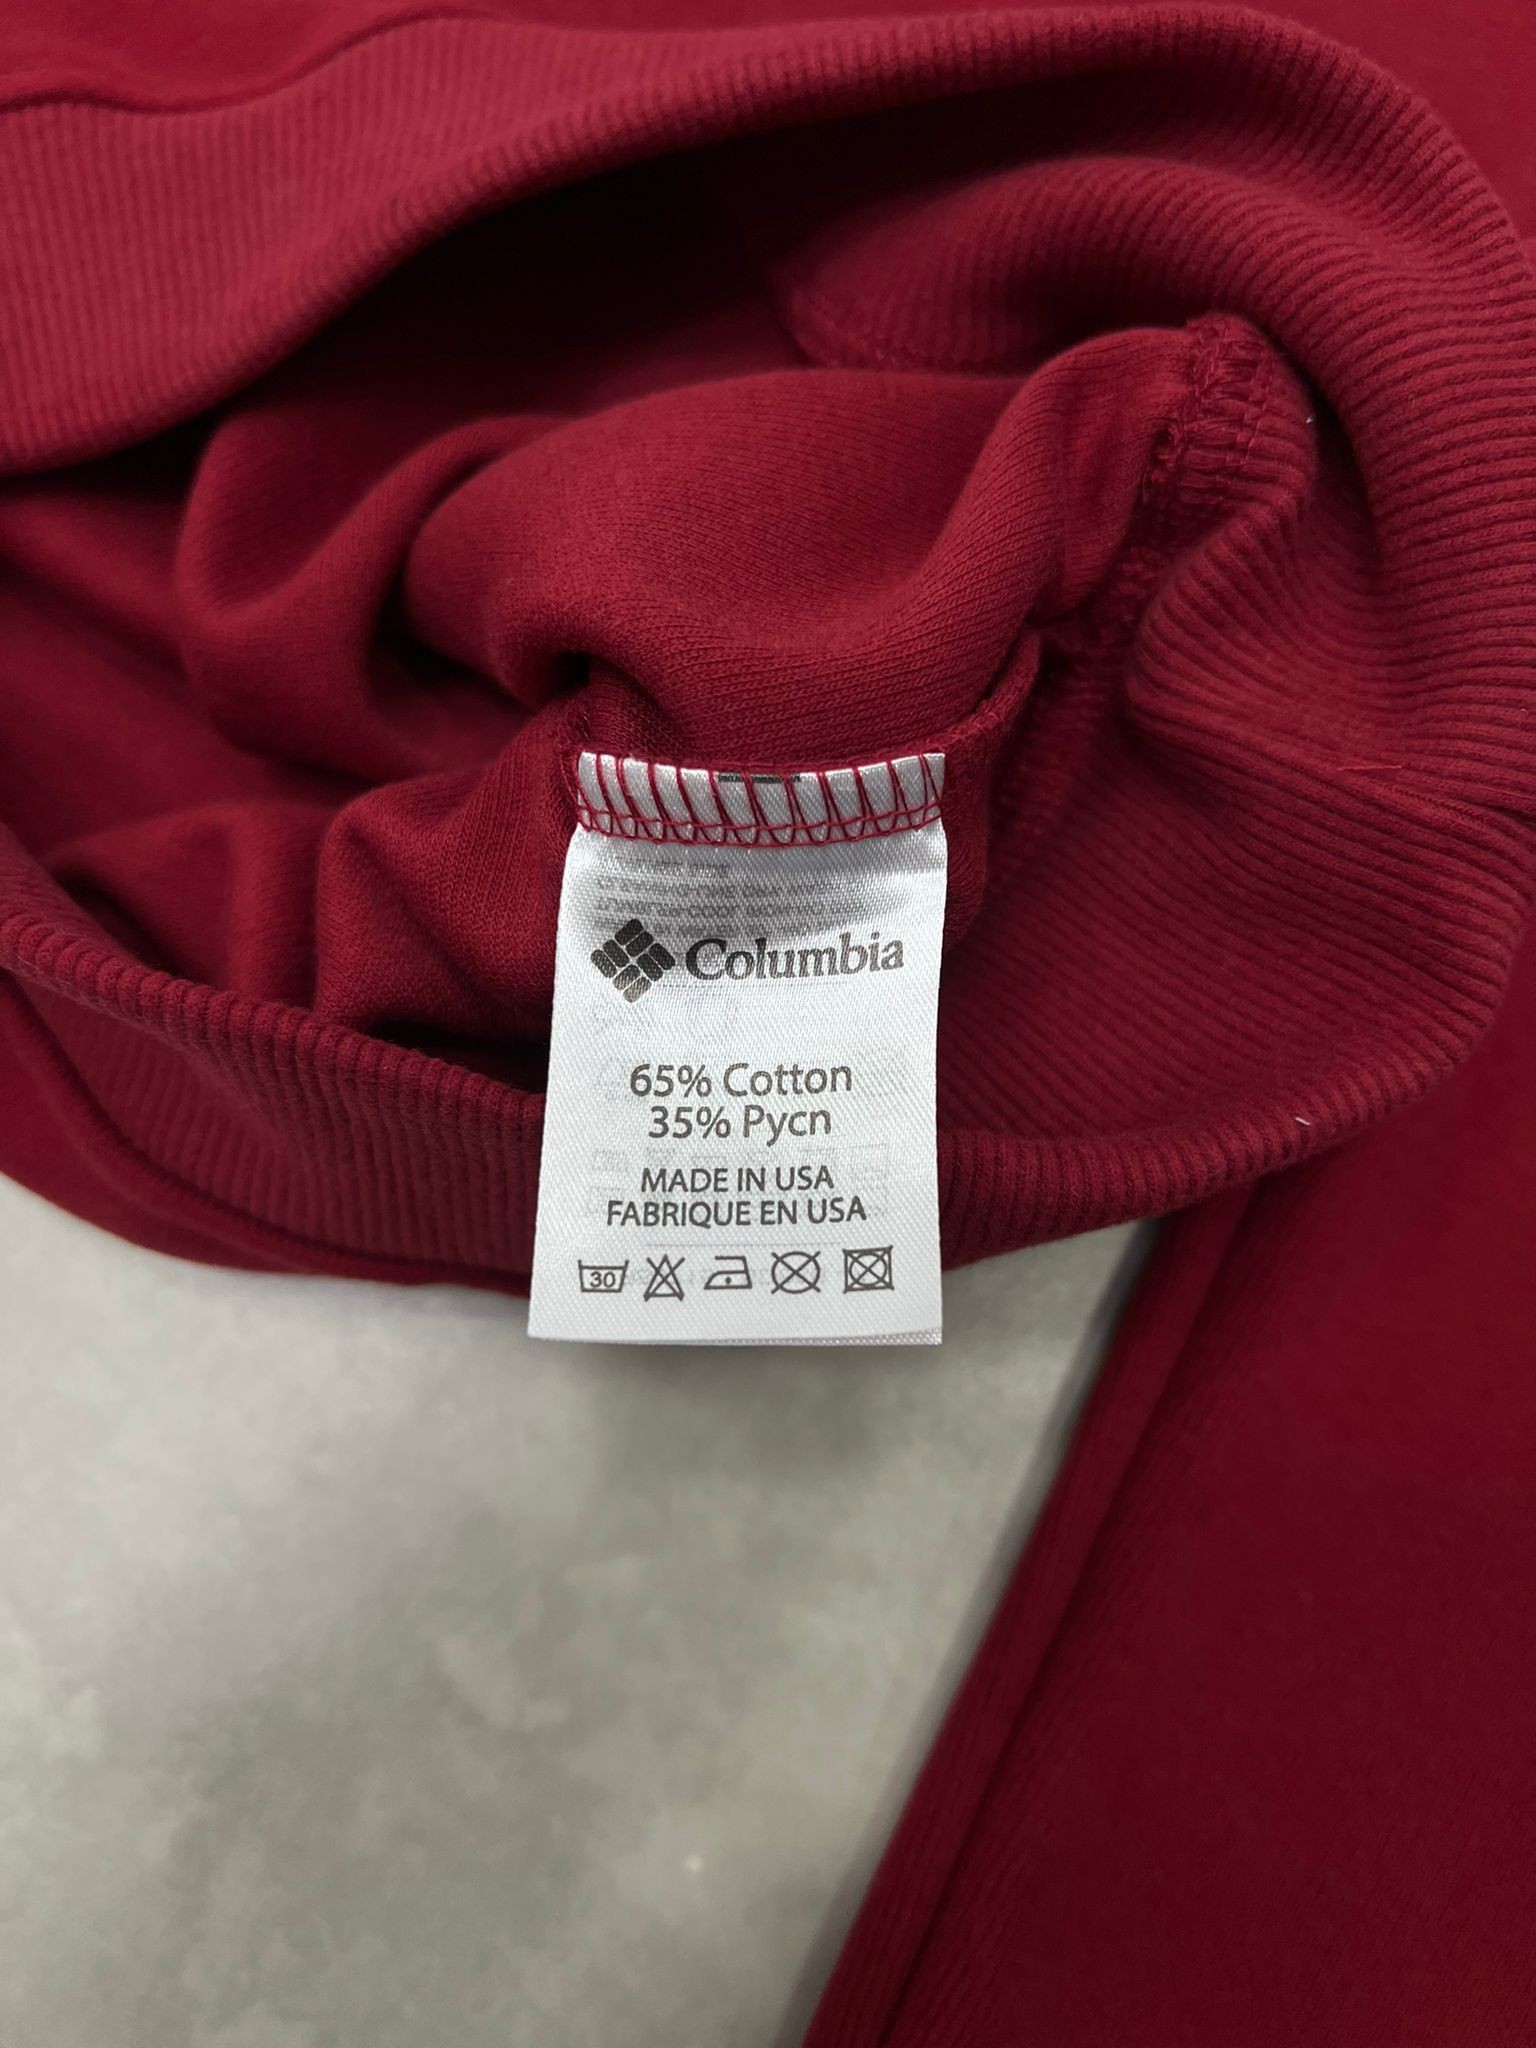 Columbia
65% Cotton
35% Pycn
MADE IN USA
FABRIQUE EN USA
30